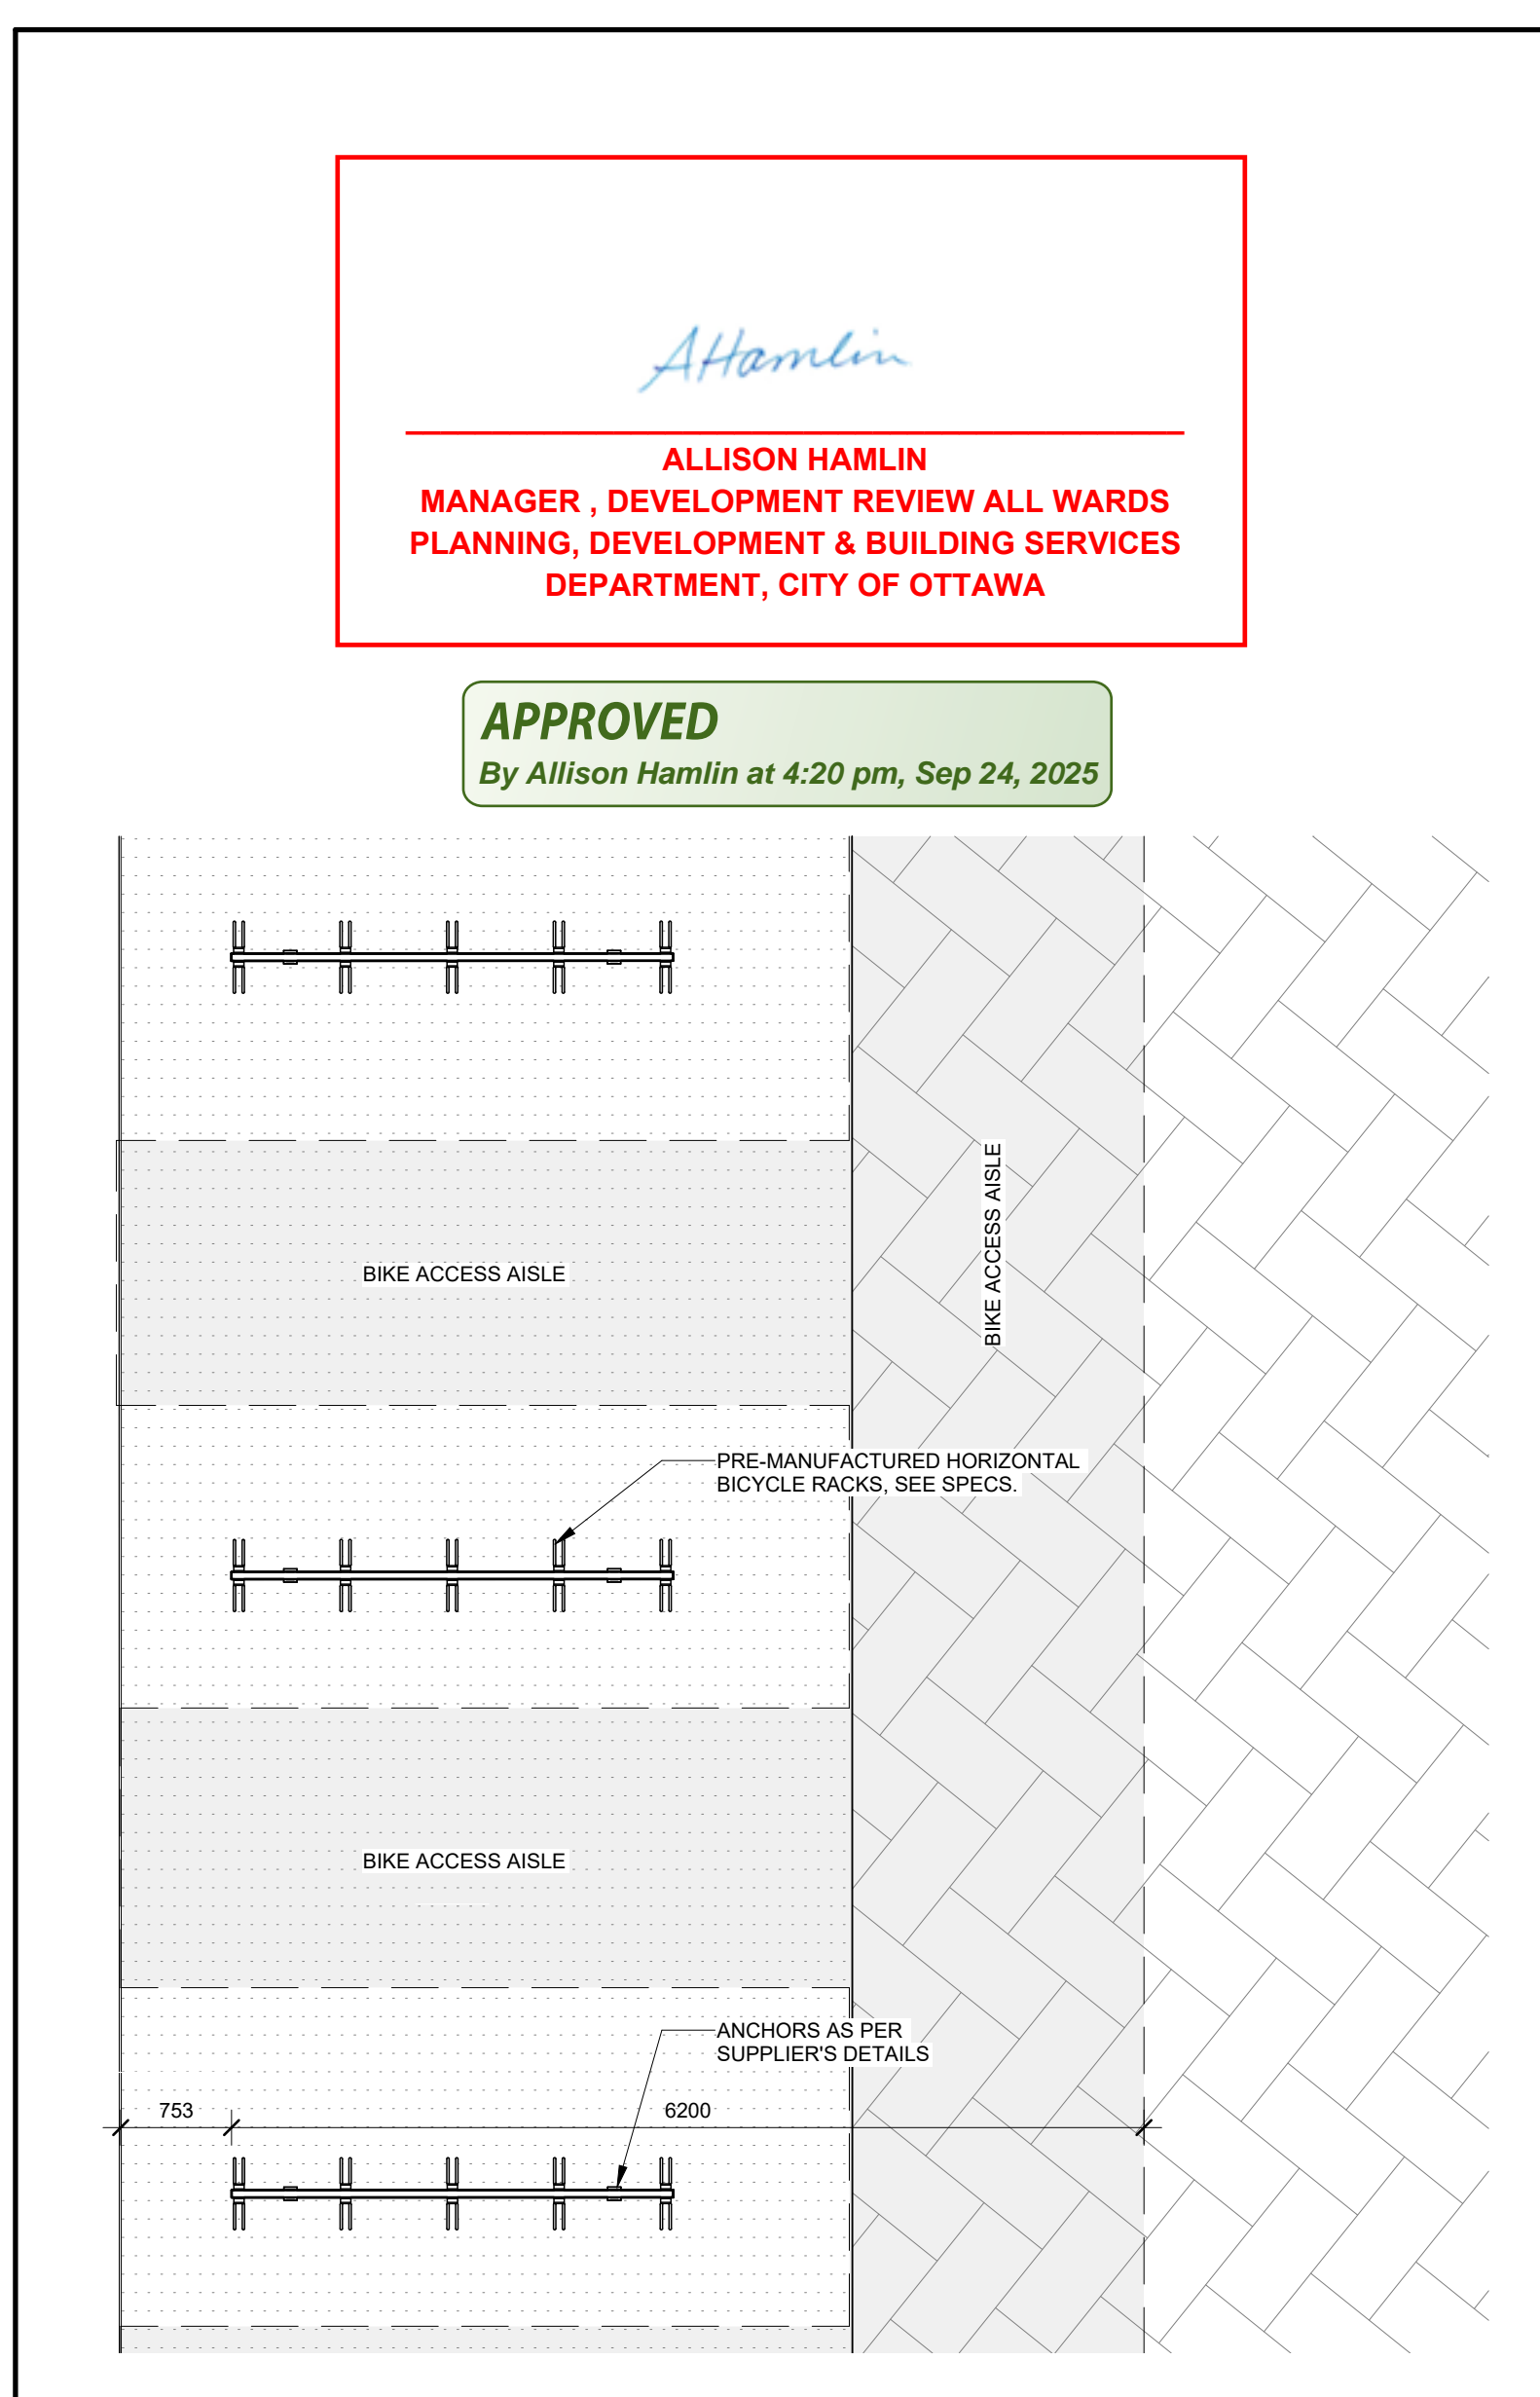 AHamlin
ALLISON HAMLIN
MANAGER , DEVELOPMENT REVIEW ALL WARDS
PLANNING, DEVELOPMENT & BUILDING SERVICES
DEPARTMENT, CITY OF OTTAWA
APPROVED
By Allison Hamlin at 4:20 pm, Sep 24, 2025
BIKE ACCESS AISLE
BIKE ACCESS AISLE
PRE-MANUFACTURED HORIZONTAL
BICYCLE RACKS, SEE SPECS.
BIKE ACCESS AISLE
ANCHORS AS PER
SUPPLIER'S DETAILS
753
6200